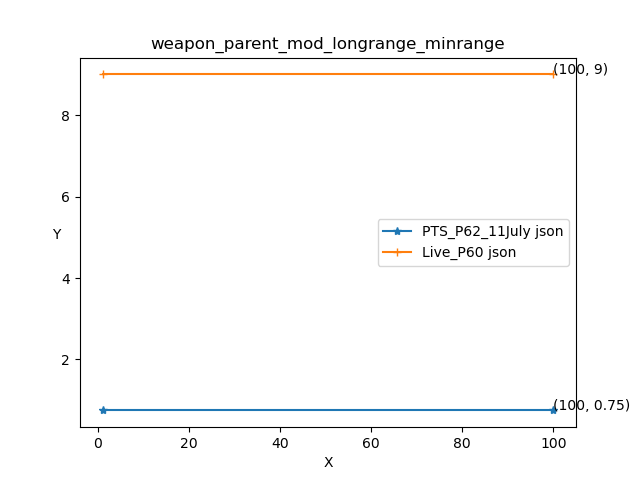 weapon_parent_mod_longrange_minrange
(100, 9)
8
6
Y
4
2
PTS_P62_11July json
Live_P60 json
(100, 0.75)
0
20
40
60
80
100
X